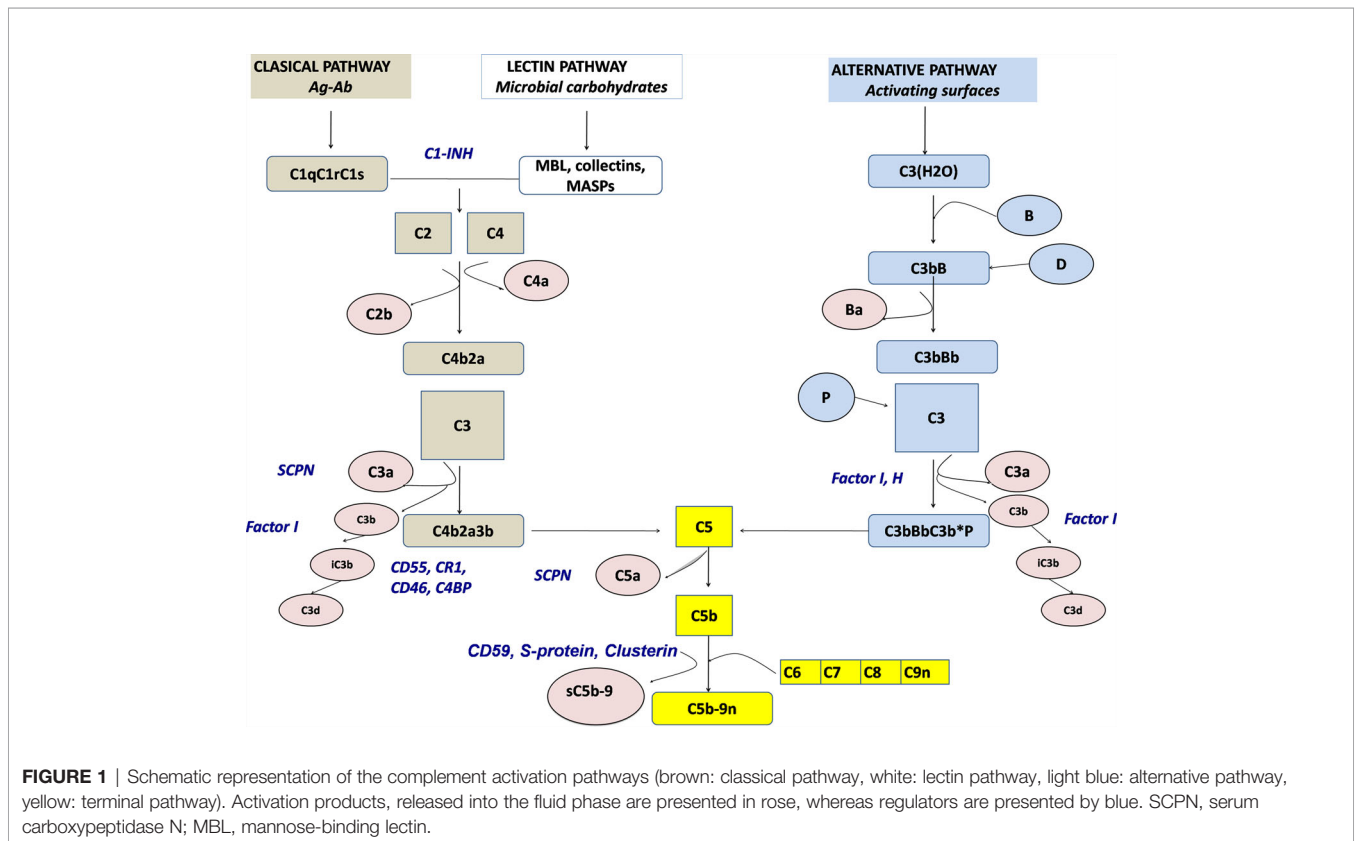 CLASICAL PATHWAY
Ag-Ab
LECTIN PATHWAY
Microbial carbohydrates
ALTERNATIVE PATHWAY
Activating surfaces
C1qC1rC1s
C1-INH
MBL, collectins,
MASPs
C3(H2O)
B
C2
C4
C3bB
D
C4a
C2b
Ba
C4b2a
C3bBb
P
C3
C3
SCPN
C3a
Factor I, H
C3a
Factor I
C3b
C4b2a3b
C5
C3bBbC3b*P
C3b
Factor I
iC3b
CD55, CR1,
CD46, C4BP
SCPN
C5a
iC3b
C3d
C5b
C3d
CD59, S-protein, Clusterin
C6
C7
C8
C9n
sC5b-9
C5b-9n
FIGURE 1 | Schematic representation of the complement activation pathways (brown: classical pathway, white: lectin pathway, light blue: alternative pathway,
yellow: terminal pathway). Activation products, released into the fluid phase are presented in rose, whereas regulators are presented by blue. SCPN, serum
carboxypeptidase N; MBL, mannose-binding lectin.